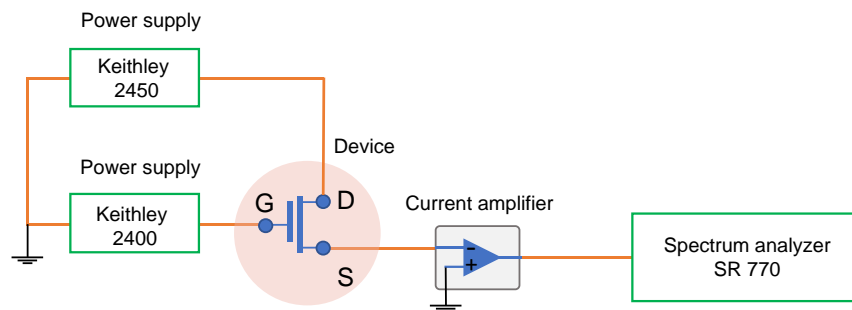 Power supply
Keithley
2450
Device
Power supply
Keithley
2400
G
D
S
Current amplifier
-
+
Spectrum analyzer
SR 770